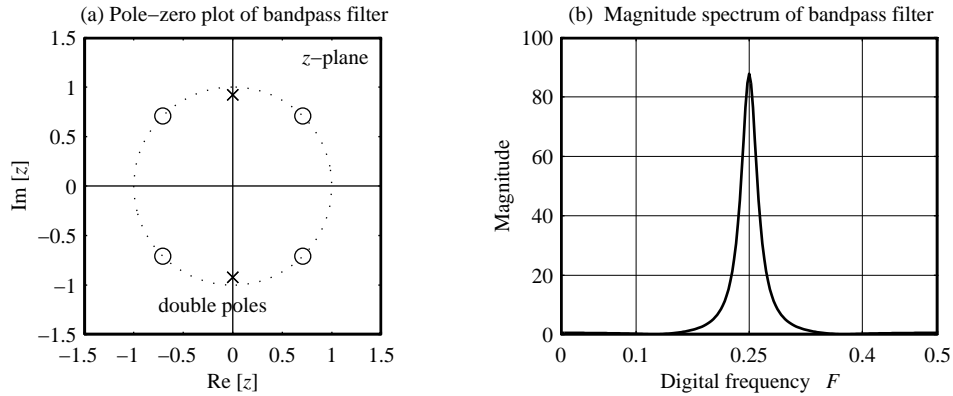 (a) Pole−zero plot of bandpass filter
1.5
1
0.5
0
−0.5
−1
−1.5
Im [z]
z−plane
double poles
−1.5 −1 −0.5 0 0.5 1 1.5
Re [z]
(b) Magnitude spectrum of bandpass filter
100
80
60
40
20
0
Magnitude
0 0.1 0.25 0.4 0.5
Digital frequency F